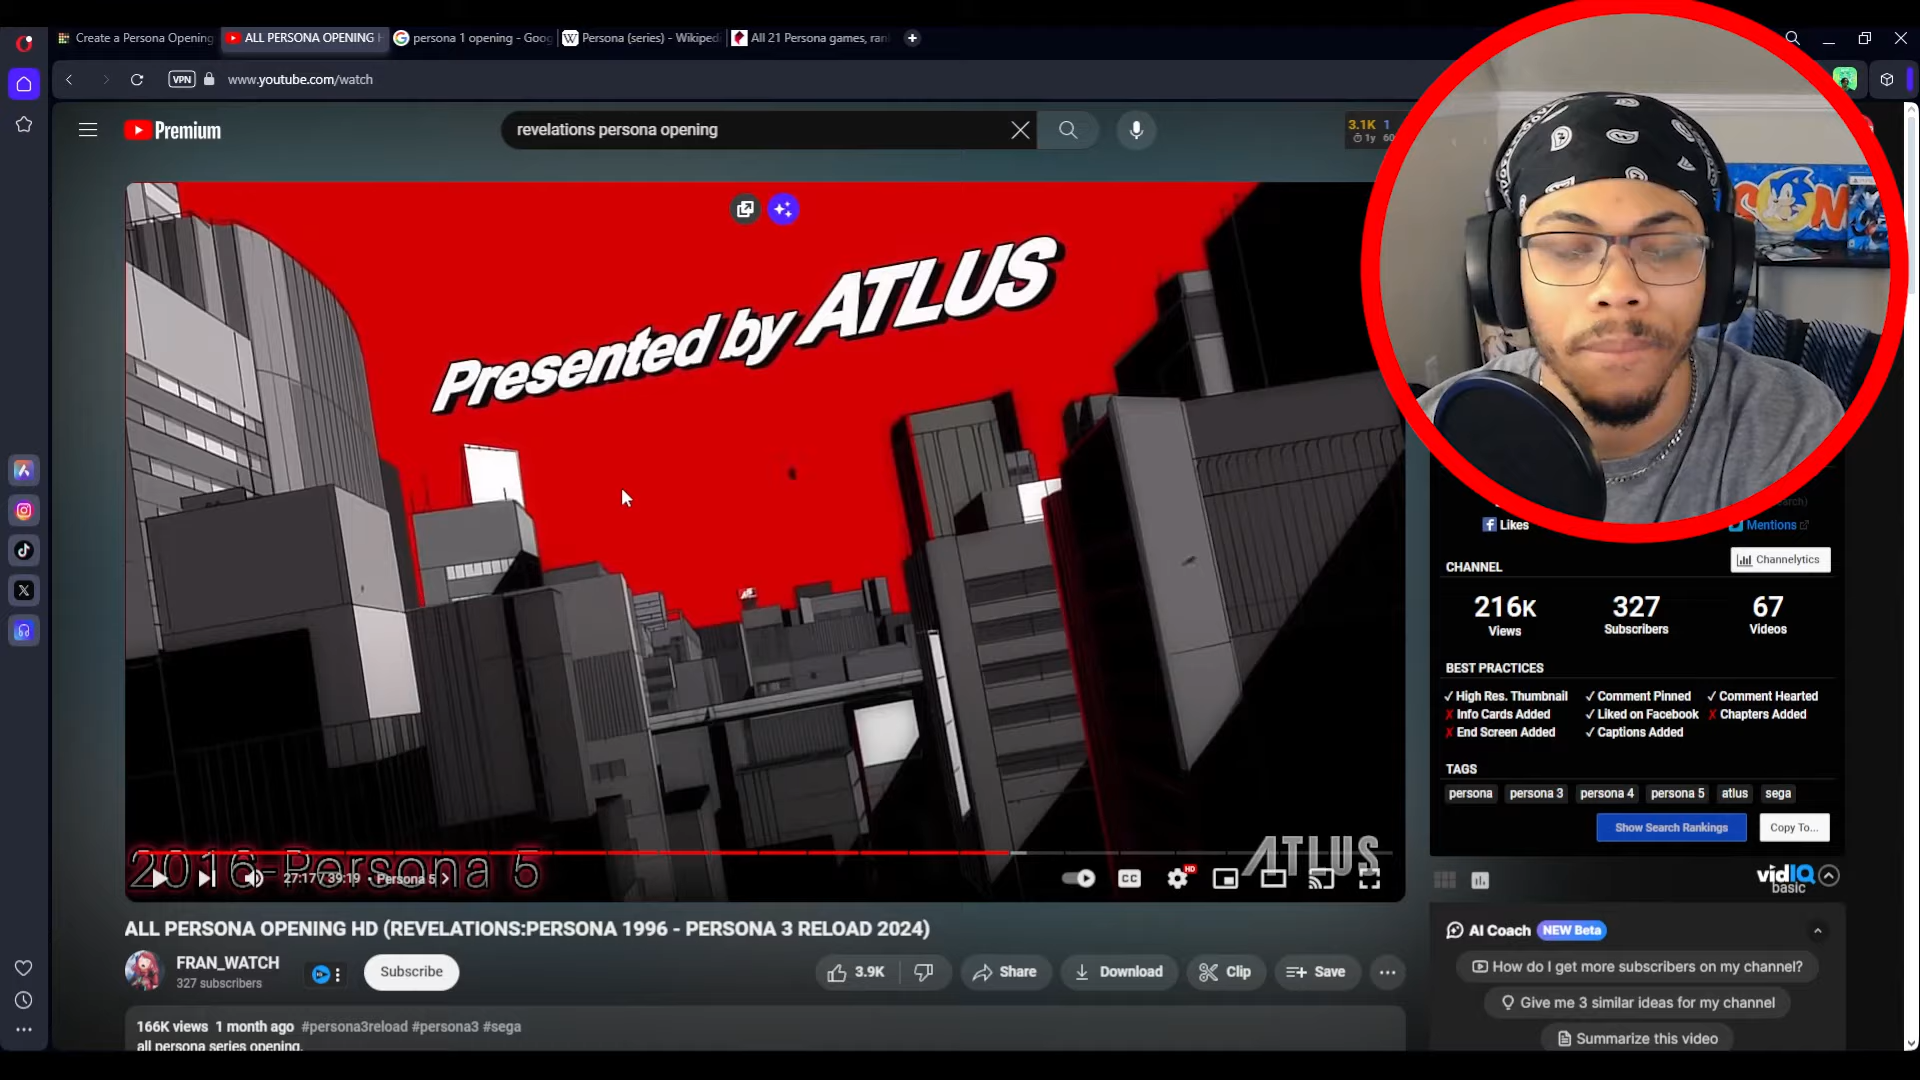 Create a Persona Opening
ALL PERSONA OPENING H
persona 1 opening - Goog
Persona (series) - Wikiped
All 21 Persona games, ran
VPN
www.youtube.com/watch
Premium
revelations persona opening
3.1K 1
1y 60
Presented by ATLUS
2016-Persona 5
27:17 / 39:19 • Persona 5
CC
HD
ATLUS
ALL PERSONA OPENING HD (REVELATIONS:PERSONA 1996 - PERSONA 3 RELOAD 2024)
FRAN_WATCH
327 subscribers
Subscribe
3.9K
Share
Download
Clip
Save
166K views 1 month ago #persona3reload #persona3 #sega
all persona series opening.
Likes
Mentions
CHANNEL
Channelytics
216K
Views
327
Subscribers
67
Videos
BEST PRACTICES
High Res. Thumbnail
Comment Pinned
Comment Hearted
Info Cards Added
Liked on Facebook
Chapters Added
End Screen Added
Captions Added
TAGS
persona
persona 3
persona 4
persona 5
atlus
sega
Show Search Rankings
Copy To...
vidIQ
basic
AI Coach
NEW Beta
How do I get more subscribers on my channel?
Give me 3 similar ideas for my channel
Summarize this video